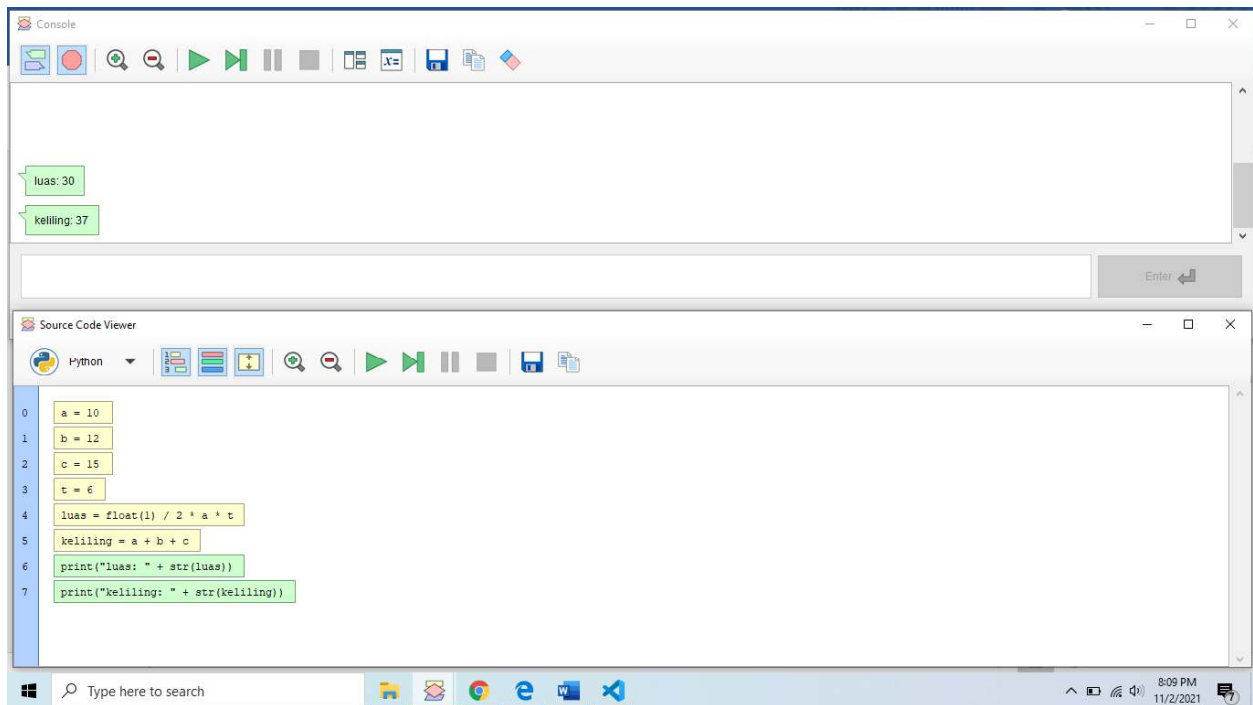 Console
x=
luas: 30
keliling: 37
Enter
Source Code Viewer
Python
0 a = 10
1 b = 12
2 c = 15
3 t = 6
4 luas = float(1) / 2 * a * t
5 keliling = a + b + c
6 print("luas: " + str(luas))
7 print("keliling: " + str(keliling))
Type here to search
8:09 PM
11/2/2021